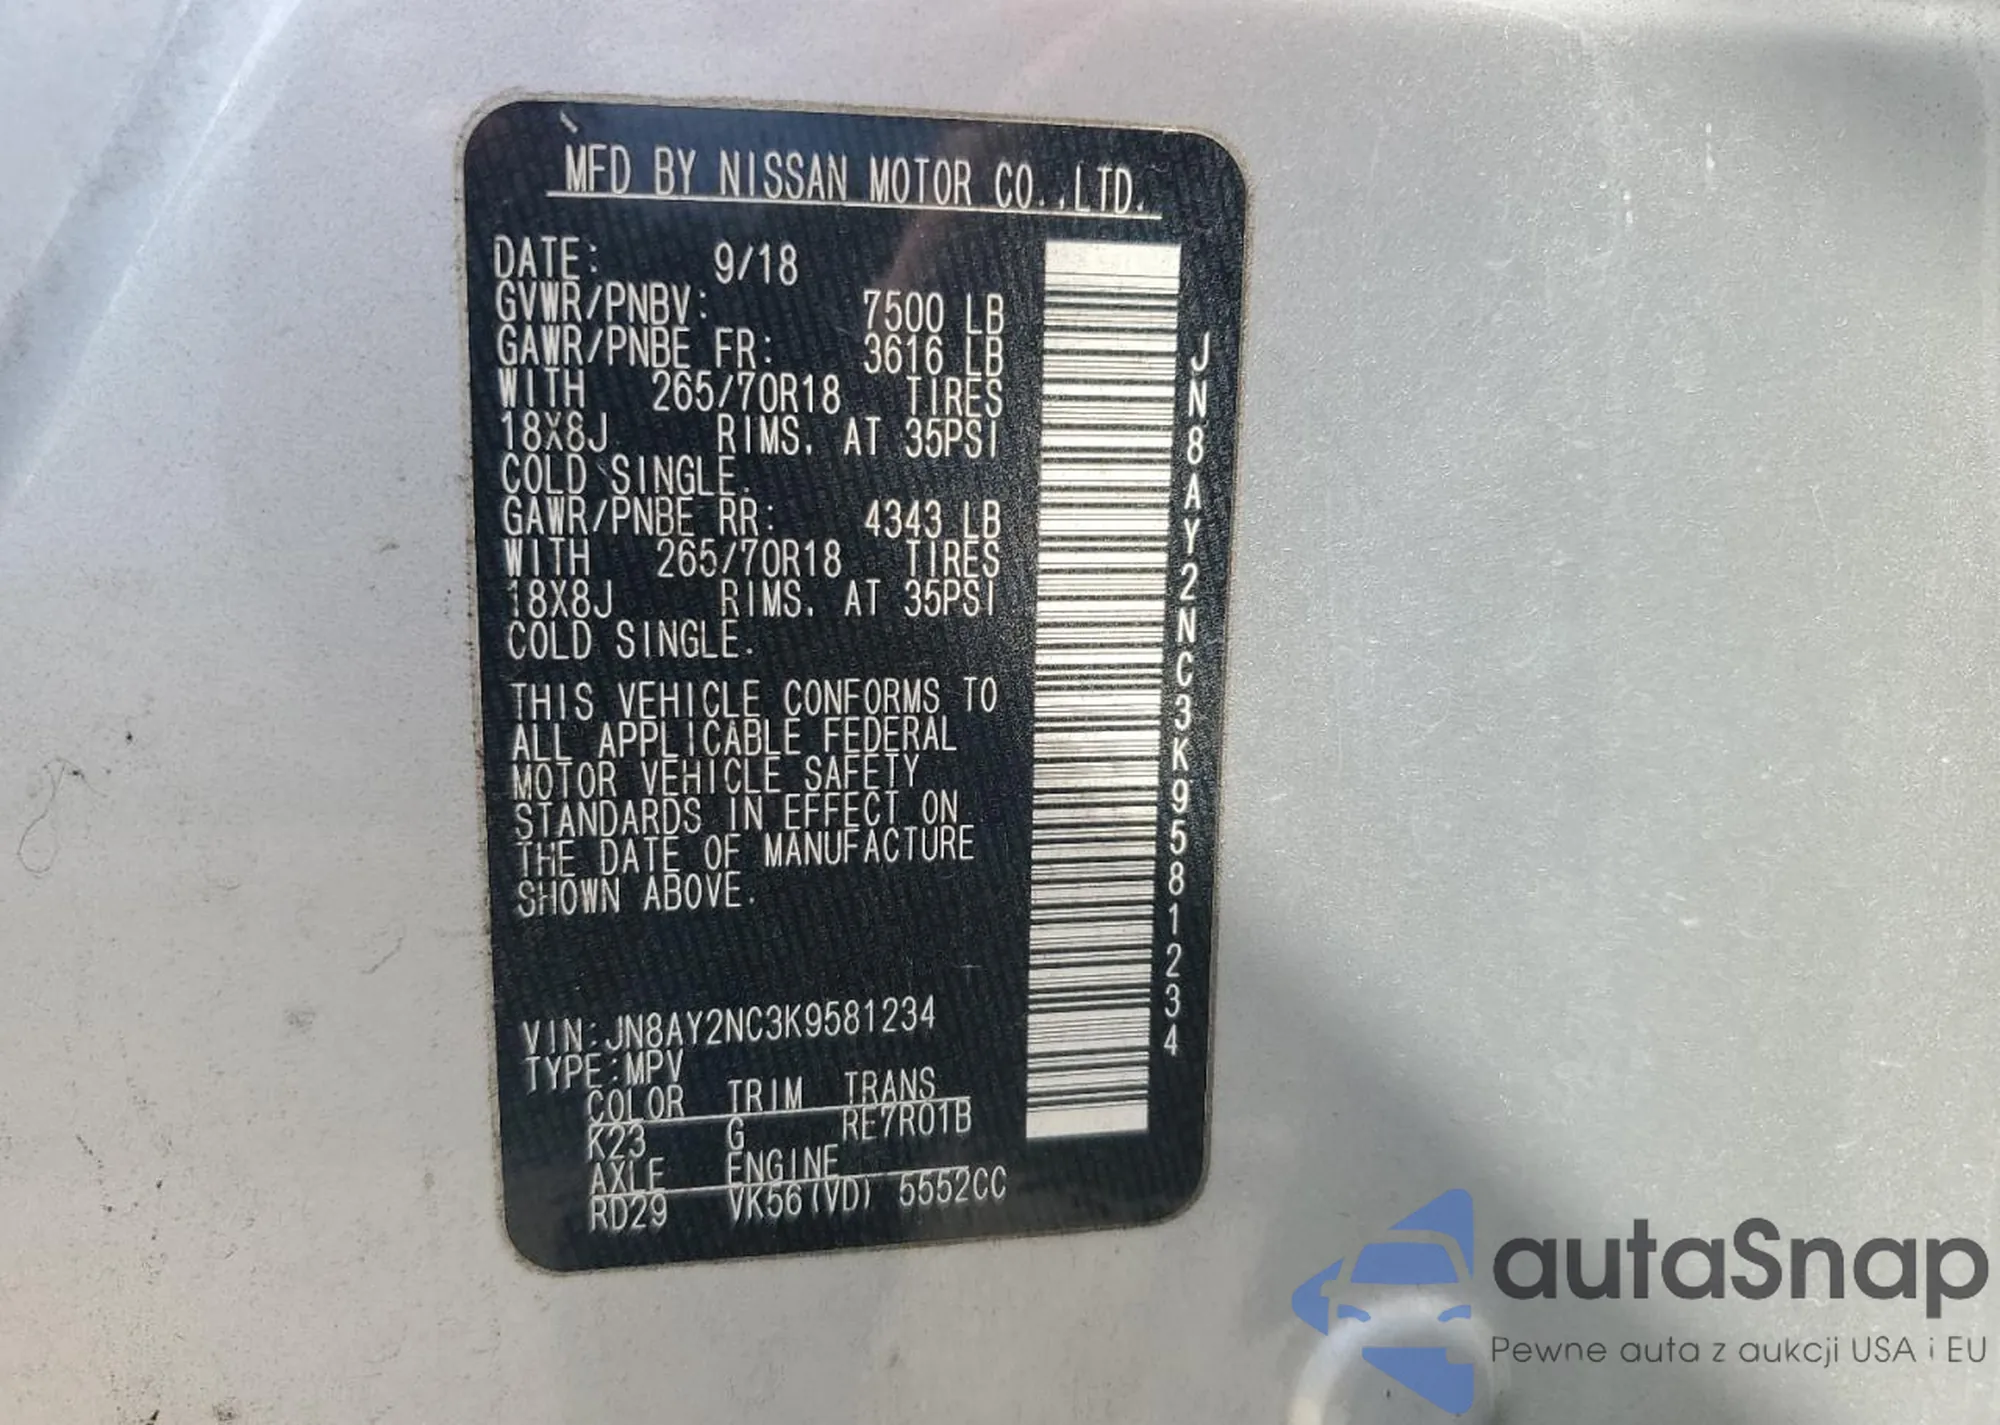 MFD BY NISSAN MOTOR CO.,LTD.
DATE: 9/18
GVWR/PNBV: 7500 LB
GAWR/PNBE FR: 3616 LB
WITH 265/70R18 TIRES
18X8J RIMS. AT 35PSI
COLD SINGLE.
GAWR/PNBE RR: 4343 LB
WITH 265/70R18 TIRES
18X8J RIMS. AT 35PSI
COLD SINGLE.
THIS VEHICLE CONFORMS TO
ALL APPLICABLE FEDERAL
MOTOR VEHICLE SAFETY
STANDARDS IN EFFECT ON
THE DATE OF MANUFACTURE
SHOWN ABOVE.
VIN:JN8AY2NC3K9581234
TYPE:MPV
COLOR TRIM TRANS
K23 G RE7R01B
AXLE ENGINE
RD29 VK56(VD) 5552CC
JN8AY2NC3K9581234
autaSnap
Pewne auta z aukcji USA i EU